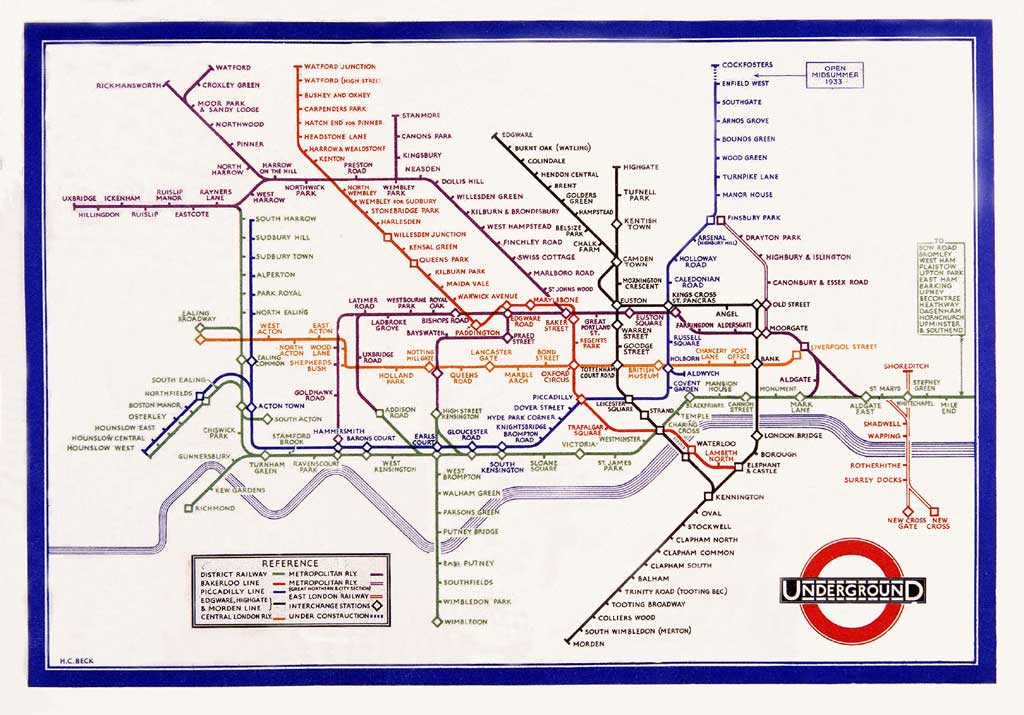 WATFORD
RICKMANSWORTH
CROXLEY GREEN
MOOR PARK
& SANDY LODGE
NORTHWOOD
PINNER
NORTH
HARROW
HARROW
ON THE HILL
NORTHWICK
PARK
PRESTON
ROAD
WEMBLEY
PARK
NEASDEN
STANMORE
CANONS PARK
KINGSBURY
DOLLIS HILL
WILLESDEN GREEN
KILBURN & BRONDESBURY
WEST HAMPSTEAD
FINCHLEY ROAD
SWISS COTTAGE
MARLBORO ROAD
ST JOHNS WOOD
UXBRIDGE
ICKENHAM
RUISLIP
MANOR
RAYNERS
LANE
WEST
HARROW
HILLINGDON
RUISLIP
EASTCOTE
WATFORD JUNCTION
WATFORD (HIGH STREET
BUSHEY AND OXHEY
CARPENDERS PARK
HATCH END FOR PINNER
HEADSTONE LANE
HARROW & WEALDSTONE
KENTON
NORTH
WEMBLEY
WEMBLEY FOR SUDBURY
STONEBRIDGE PARK
HARLESDEN
WILLESDEN JUNCTION
KENSAL GREEN
QUEENS PARK
KILBURN PARK
MAIDA VALE
WARWICK AVENUE
MARYLEBONE
EDGWARE
BURNT OAK (WATLING)
COLINDALE
HENDON CENTRAL
BRENT
GOLDERS
GREEN
HAMPSTEAD
BELSIZE
PARK
CHALK
FARM
HIGHGATE
TUFNELL
PARK
KENTISH
TOWN
CAMDEN
TOWN
MORNINGTON
CRESCENT
EUSTON
COCKFOSTERS
OPEN
MIDSUMMER
1933
ENFIELD WEST
SOUTHGATE
ARNOS GROVE
BOUNDS GREEN
WOOD GREEN
TURNPIKE LANE
MANOR HOUSE
FINSBURY PARK
ARSENAL
(HIGHBURY HILL)
HOLLOWAY
ROAD
CALEDONIAN
ROAD
KINGS CROSS
ST. PANCRAS
DRAYTON PARK
HIGHBURY & ISLINGTON
CANONBURY & ESSEX ROAD
OLD STREET
ANGEL
MOORGATE
TO
BOW ROAD
BROMLEY
WEST HAM
PLAISTOW
UPTON PARK
EAST HAM
BARKING
UPNEY
BECONTREE
HEATHWAY
DAGENHAM
HORNCHURCH
UPMINSTER
& SOUTHEND
SOUTH HARROW
SUDBURY HILL
SUDBURY TOWN
ALPERTON
PARK ROYAL
NORTH EALING
EALING
BROADWAY
WEST
ACTON
EAST
ACTON
NORTH
ACTON
WOOD
LANE
SHEPHERDS
BUSH
EALING
COMMON
LATIMER
ROAD
WESTBOURNE
PARK
ROYAL
OAK
LADBROKE
GROVE
BISHOPS ROAD
BAYSWATER
PADDINGTON
EDGWARE
ROAD
PRAED
STREET
BAKER
STREET
GREAT
PORTLAND
ST.
REGENTS
PARK
EUSTON
SQUARE
WARREN
STREET
GOODGE
STREET
FARRINGDON
ALDERSGATE
RUSSELL
SQUARE
UXBRIDGE
ROAD
GOLDHAWK
ROAD
HOLLAND
PARK
NOTTING
HILL GATE
QUEENS
ROAD
LANCASTER
GATE
MARBLE
ARCH
BOND
STREET
OXFORD
CIRCUS
TOTTENHAM
COURT ROAD
BRITISH
MUSEUM
HOLBORN
CHANCERY
LANE
POST
OFFICE
BANK
LIVERPOOL STREET
ALDWYCH
COVENT
GARDEN
SOUTH EALING
NORTHFIELDS
BOSTON MANOR
OSTERLEY
HOUNSLOW EAST
HOUNSLOW CENTRAL
HOUNSLOW WEST
ACTON TOWN
SOUTH ACTON
CHISWICK
PARK
GUNNERSBURY
KEW GARDENS
RICHMOND
STAMFORD
BROOK
TURNHAM
GREEN
RAVENSCOURT
PARK
HAMMERSMITH
BARONS COURT
WEST
KENSINGTON
ADDISON
ROAD
HIGH STREET
KENSINGTON
EARLS
COURT
GLOUCESTER
ROAD
SOUTH
KENSINGTON
KNIGHTSBRIDGE
BROMPTON
ROAD
HYDE PARK CORNER
DOVER STREET
PICCADILLY
SLOANE
SQUARE
VICTORIA
ST. JAMES
PARK
WESTMINSTER
TRAFALGAR
SQUARE
LEICESTER
SQUARE
STRAND
CHARING
CROSS
TEMPLE
BLACKFRIARS
MANSION
HOUSE
CANNON
STREET
MONUMENT
MARK
LANE
ALDGATE
ALDGATE
EAST
ST. MARYS
WHITECHAPEL
STEPNEY
GREEN
MILE
END
SHOREDITCH
SHADWELL
WAPPING
ROTHERHITHE
SURREY DOCKS
NEW CROSS
GATE
NEW
CROSS
WATERLOO
LAMBETH
NORTH
LONDON BRIDGE
BOROUGH
ELEPHANT
& CASTLE
KENNINGTON
OVAL
STOCKWELL
CLAPHAM NORTH
CLAPHAM COMMON
CLAPHAM SOUTH
BALHAM
TRINITY ROAD (TOOTING BEC)
TOOTING BROADWAY
COLLIERS WOOD
SOUTH WIMBLEDON (MERTON)
MORDEN
WEST
BROMPTON
WALHAM GREEN
PARSONS GREEN
PUTNEY BRIDGE
EAST PUTNEY
SOUTHFIELDS
WIMBLEDON PARK
WIMBLEDON
REFERENCE
DISTRICT RAILWAY
BAKERLOO LINE
PICCADILLY LINE
EDGWARE, HIGHGATE
& MORDEN LINE
CENTRAL LONDON RLY.
METROPOLITAN RLY.
METROPOLITAN RLY.
(GREAT NORTHERN & CITY SECTION)
EAST LONDON RAILWAY
INTERCHANGE STATIONS
UNDER CONSTRUCTION
UNDERGROUND
H.C. BECK